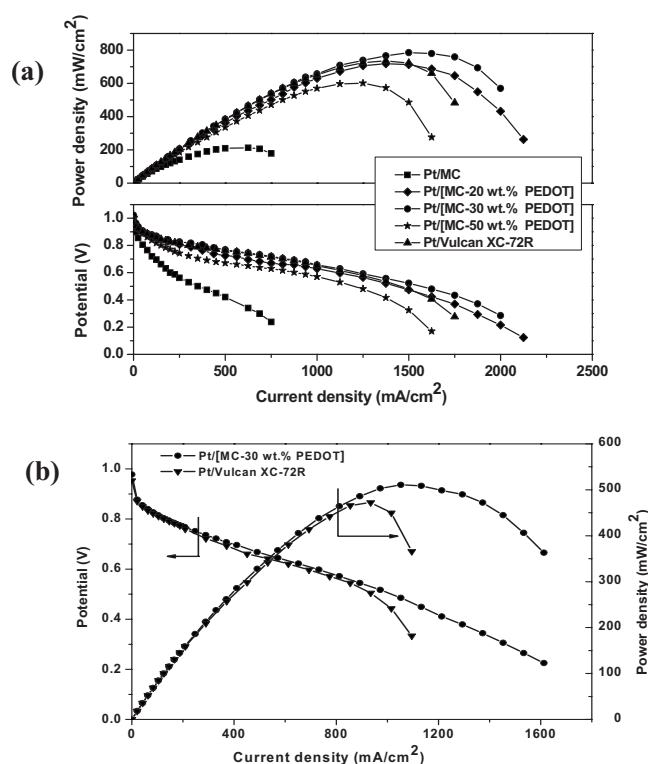 (a)
Power density (mW/cm2)
800
600
400
200
0
Pt/MC
Pt/[MC-20 wt.% PEDOT]
Pt/[MC-30 wt.% PEDOT]
Pt/[MC-50 wt.% PEDOT]
Pt/Vulcan XC-72R
Potential (V)
1.0
0.8
0.6
0.4
0.2
0.0
0 500 1000 1500 2000 2500
Current density (mA/cm2)
(b)
Pt/[MC-30 wt.% PEDOT]
Pt/Vulcan XC-72R
Potential (V)
1.0
0.8
0.6
0.4
0.2
0.0
600
500
400
300
200
100
0
Power density (mW/cm2)
0 400 800 1200 1600
Current density (mA/cm2)